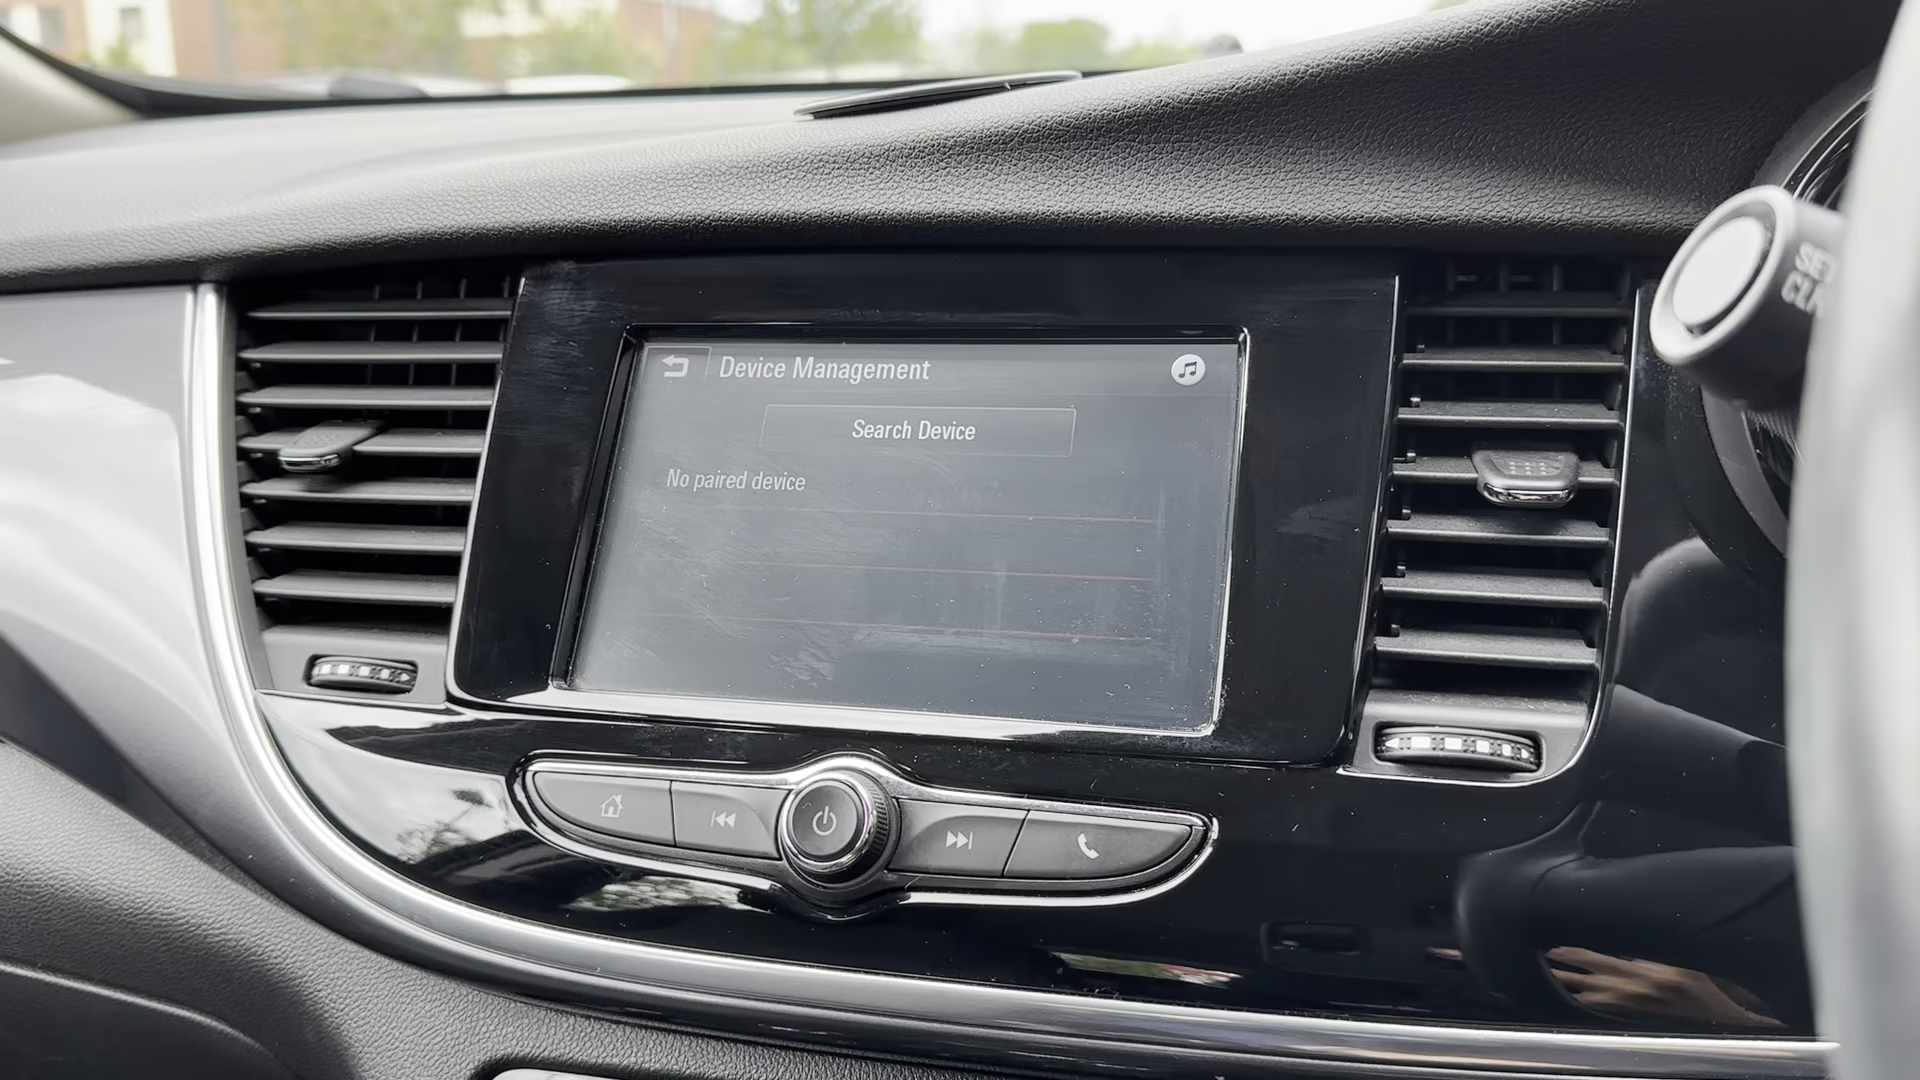 Device Management
Search Device
No paired device